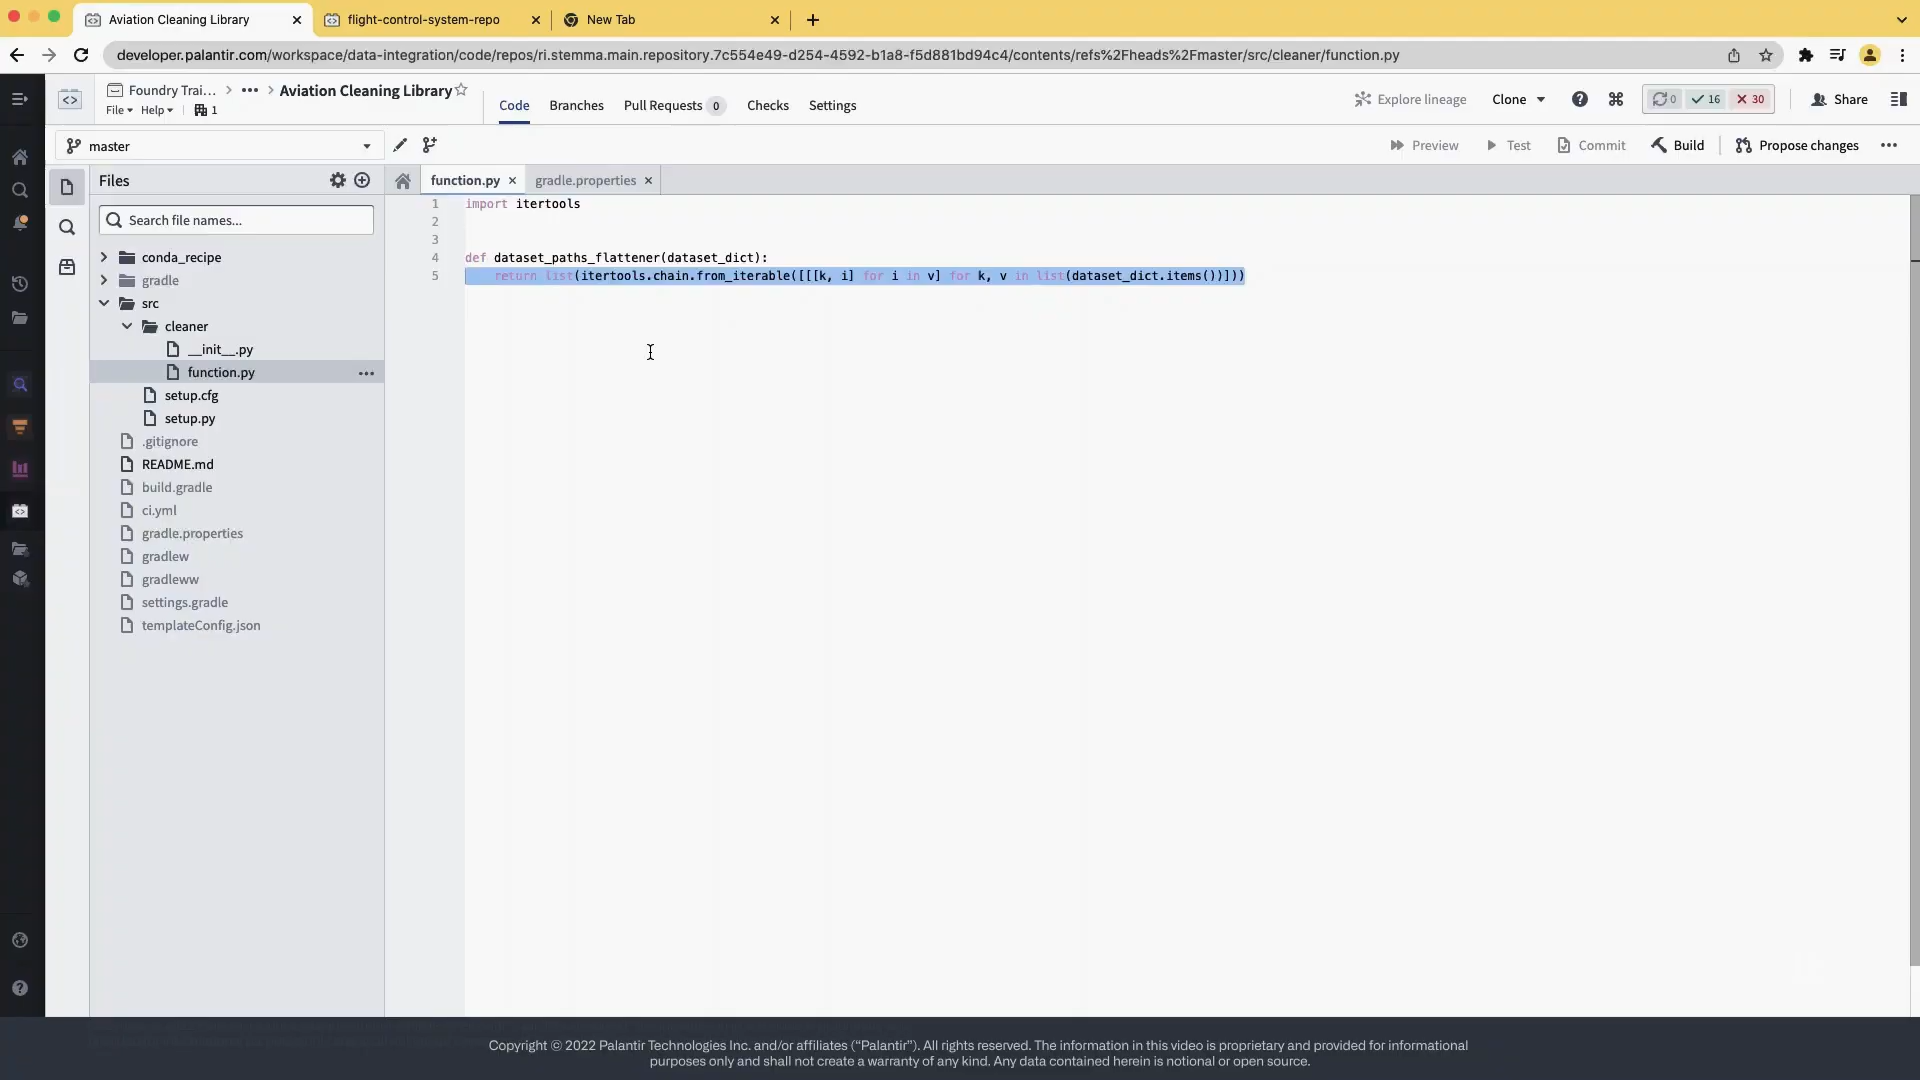 Aviation Cleaning Library
flight-control-system-repo
New Tab
developer.palantir.com/workspace/data-integration/code/repos/ri.stemma.main.repository.7c554e49-d254-4592-b1a8-f5d881bd94c4/contents/refs%2Fheads%2Fmaster/src/cleaner/function.py
Foundry Trai... > ••• > Aviation Cleaning Library
File Help 1
Code Branches Pull Requests 0 Checks Settings
Explore lineage Clone 0 16 30 Share
master
Preview Test Commit Build Propose changes
Files
function.py gradle.properties
Search file names...
conda_recipe
gradle
src
cleaner
__init__.py
function.py
setup.cfg
setup.py
.gitignore
README.md
build.gradle
ci.yml
gradle.properties
gradlew
gradleww
settings.gradle
templateConfig.json
1 import itertools
2
3
4 def dataset_paths_flattener(dataset_dict):
5 return list(itertools.chain.from_iterable([[[k, i] for i in v] for k, v in list(dataset_dict.items())]))
Copyright © 2022 Palantir Technologies Inc. and/or affiliates (“Palantir”). All rights reserved. The information in this video is proprietary and provided for informational
purposes only and shall not create a warranty of any kind. Any data contained herein is notional or open source.